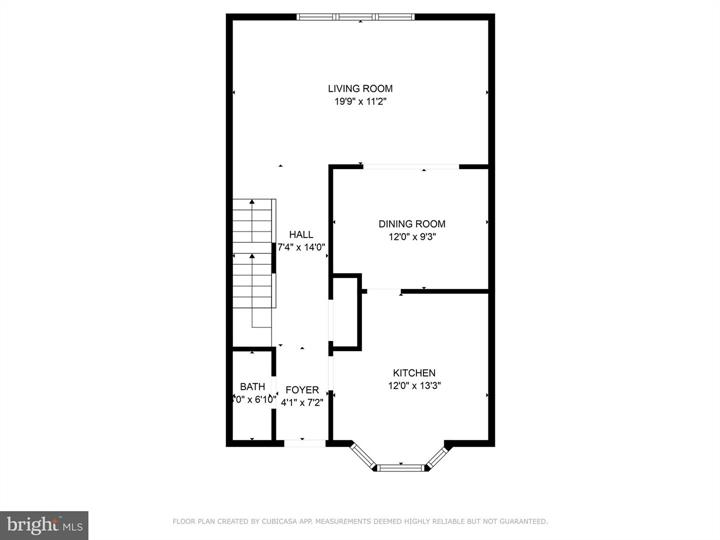 LIVING ROOM
19'9" x 11'2"
DINING ROOM
12'0" x 9'3"
HALL
7'4" x 14'0"
KITCHEN
12'0" x 13'3"
BATH
'0" x 6'10"
FOYER
4'1" x 7'2"
bright MLS
FLOOR PLAN CREATED BY CUBICASA APP. MEASUREMENTS DEEMED HIGHLY RELIABLE BUT NOT GUARANTEED.